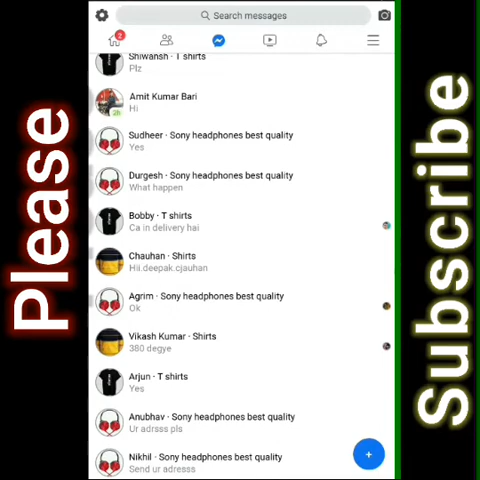 Please
Search messages
2
Shiwansh · T shirts
Plz
2h
Amit Kumar Bari
Hi
Sudheer · Sony headphones best quality
Yes
Durgesh · Sony headphones best quality
What happen
Bobby · T shirts
Ca in delivery hai
Chauhan · Shirts
Hii.deepak.cjauhan
Agrim · Sony headphones best quality
Ok
Vikash Kumar · Shirts
380 degye
Arjun · T shirts
Yes
Anubhav · Sony headphones best quality
Ur adrsss pls
Nikhil · Sony headphones best quality
Send ur adresss
Subscribe